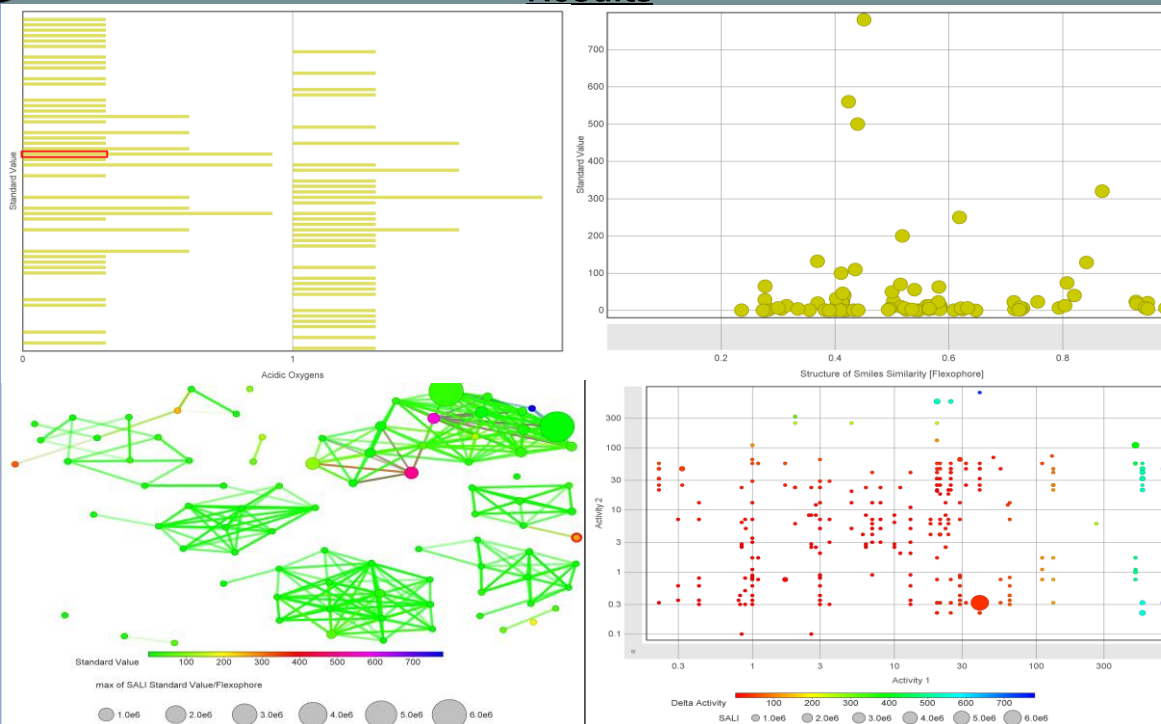 Results
Standard Value
0
1
Acidic Oxygens
700
600
500
400
300
200
100
0
Standard Value
0.2
0.4
0.6
0.8
Structure of Smiles Similarity [Flexophore]
Standard Value
100
200
300
400
500
600
700
max of SALI Standard Value/Flexophore
1.0e6
2.0e6
3.0e6
4.0e6
5.0e6
6.0e6
300
100
30
10
3
1
0.3
0.1
Activity 2
0.3
1
3
10
30
100
300
Activity 1
Delta Activity
100
200
300
400
500
600
700
SALI
1.0e6
2.0e6
3.0e6
4.0e6
5.0e6
6.0e6